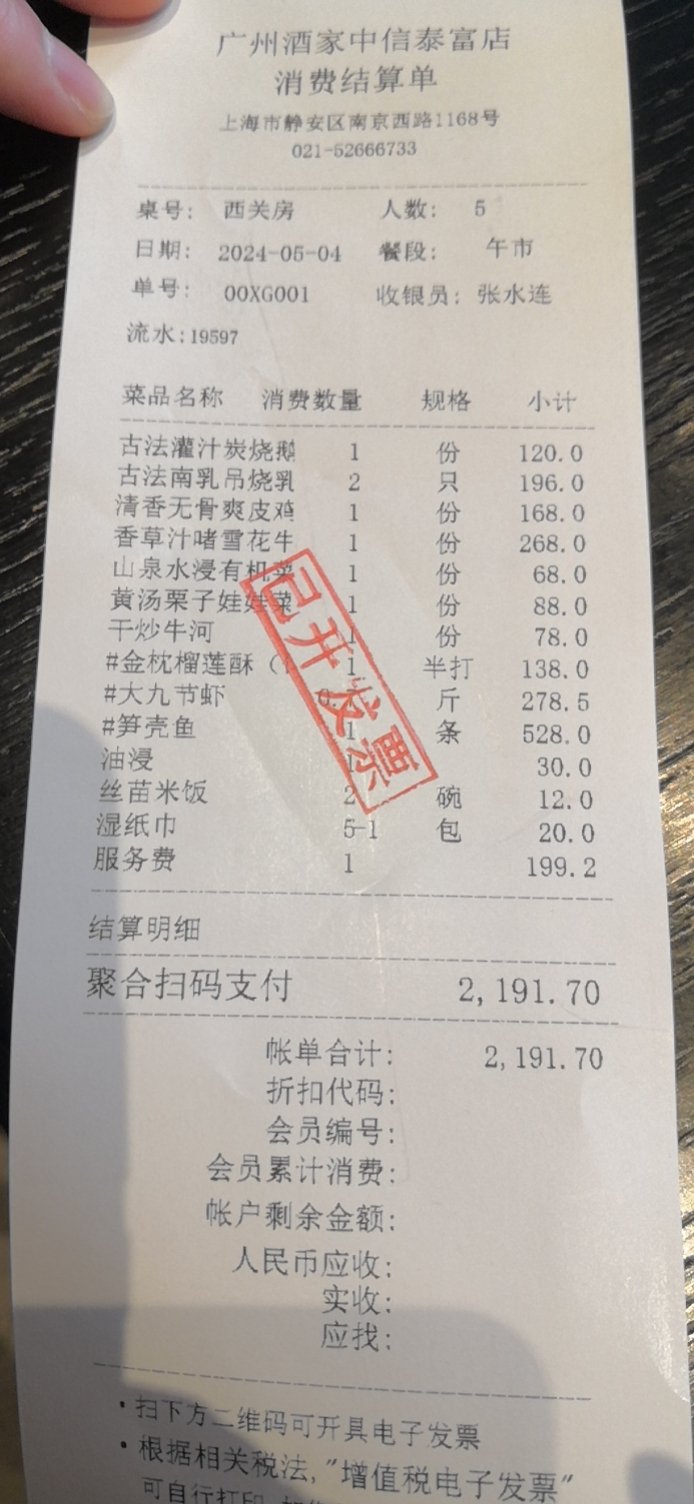 广州酒家中信泰富店
消费结算单
上海市静安区南京西路1168号
021-52666733
桌号: 西关房 人数: 5
日期: 2024-05-04 餐段: 午市
单号: 00XG001 收银员: 张水连
流水:19597
菜品名称 消费数量 规格 小计
古法灌汁炭烧鹅 1 份 120.0
古法南乳吊烧乳 2 只 196.0
清香无骨爽皮鸡 1 份 168.0
香草汁啫雪花牛 1 份 268.0
山泉水浸有机菜 1 份 68.0
黄汤栗子娃娃菜 1 份 88.0
干炒牛河 1 份 78.0
#金枕榴莲酥( 1 半打 138.0
#大九节虾 0. 斤 278.5
#笋壳鱼 1 条 528.0
油浸 1 30.0
丝苗米饭 2 碗 12.0
湿纸巾 5-1 包 20.0
服务费 1 199.2
已开发票
结算明细
聚合扫码支付 2,191.70
帐单合计: 2,191.70
折扣代码:
会员编号:
会员累计消费:
帐户剩余金额:
人民币应收:
实收:
应找:
·扫下方二维码可开具电子发票
·根据相关税法,"增值税电子发票"
可自行打印